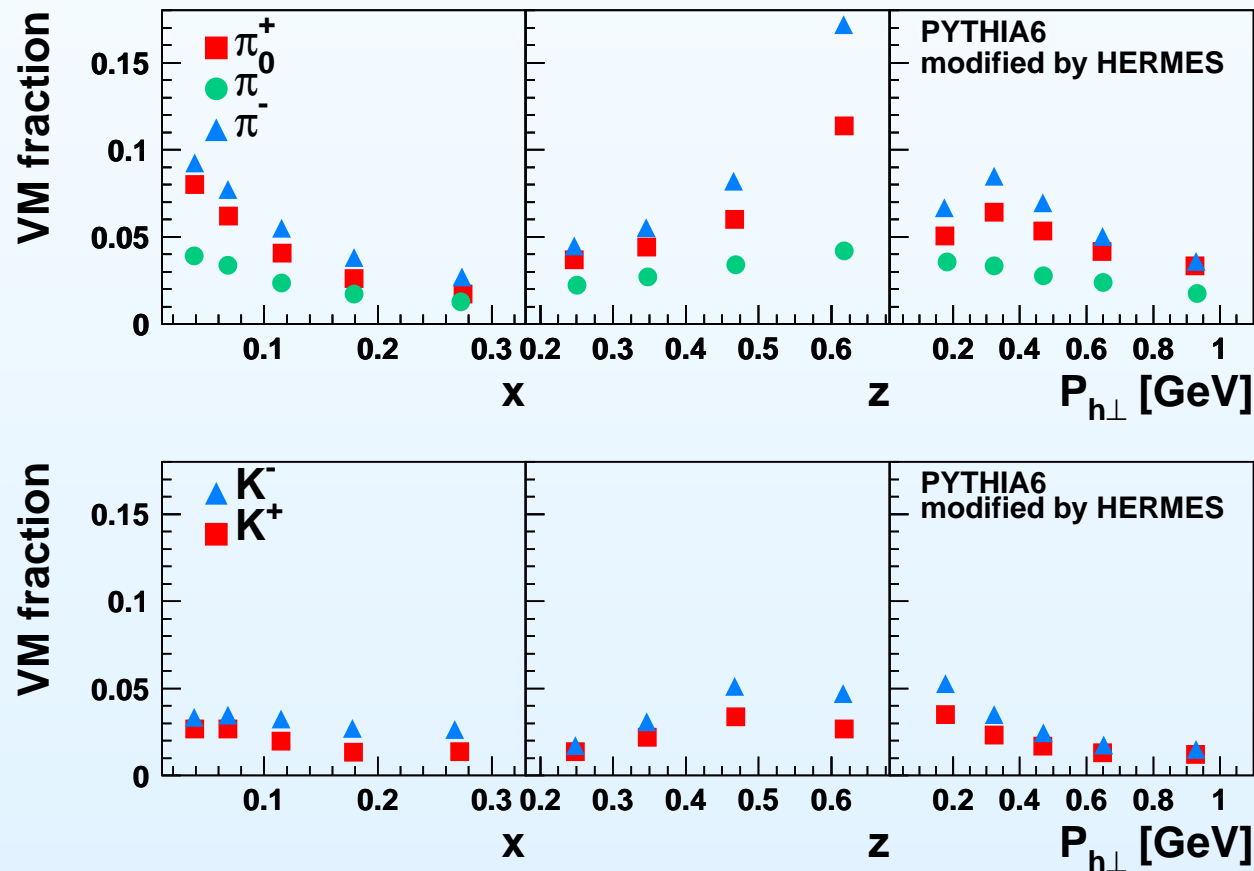 VM fraction
0.15
0.1
0.05
0
π⁺
π⁰
π⁻
PYTHIA6
modified by HERMES
0.1 0.2 0.3 0.2 0.3 0.4 0.5 0.6 0.2 0.4 0.6 0.8 1
x z P_h⊥ [GeV]
VM fraction
0.15
0.1
0.05
0
K⁻
K⁺
PYTHIA6
modified by HERMES
0.1 0.2 0.3 0.2 0.3 0.4 0.5 0.6 0.2 0.4 0.6 0.8 1
x z P_h⊥ [GeV]